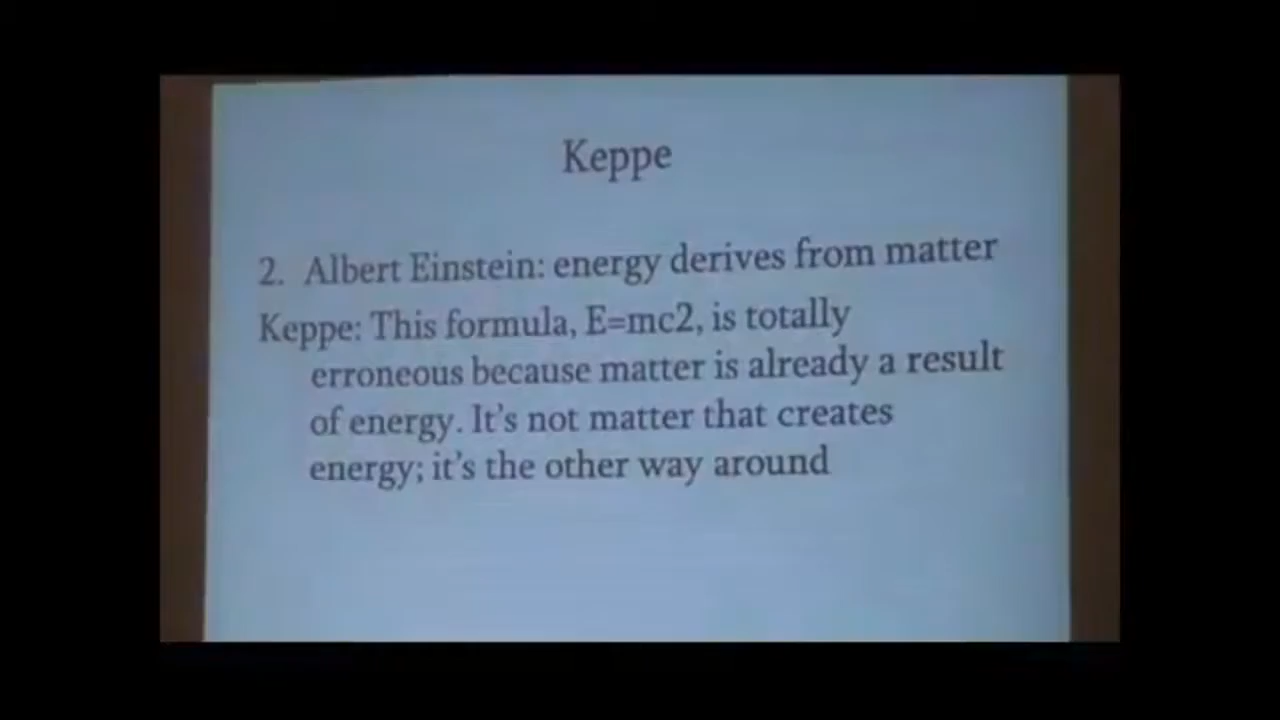 Keppe
2. Albert Einstein: energy derives from matter
Keppe: This formula, E=mc2, is totally
erroneous because matter is already a result
of energy. It's not matter that creates
energy; it's the other way around